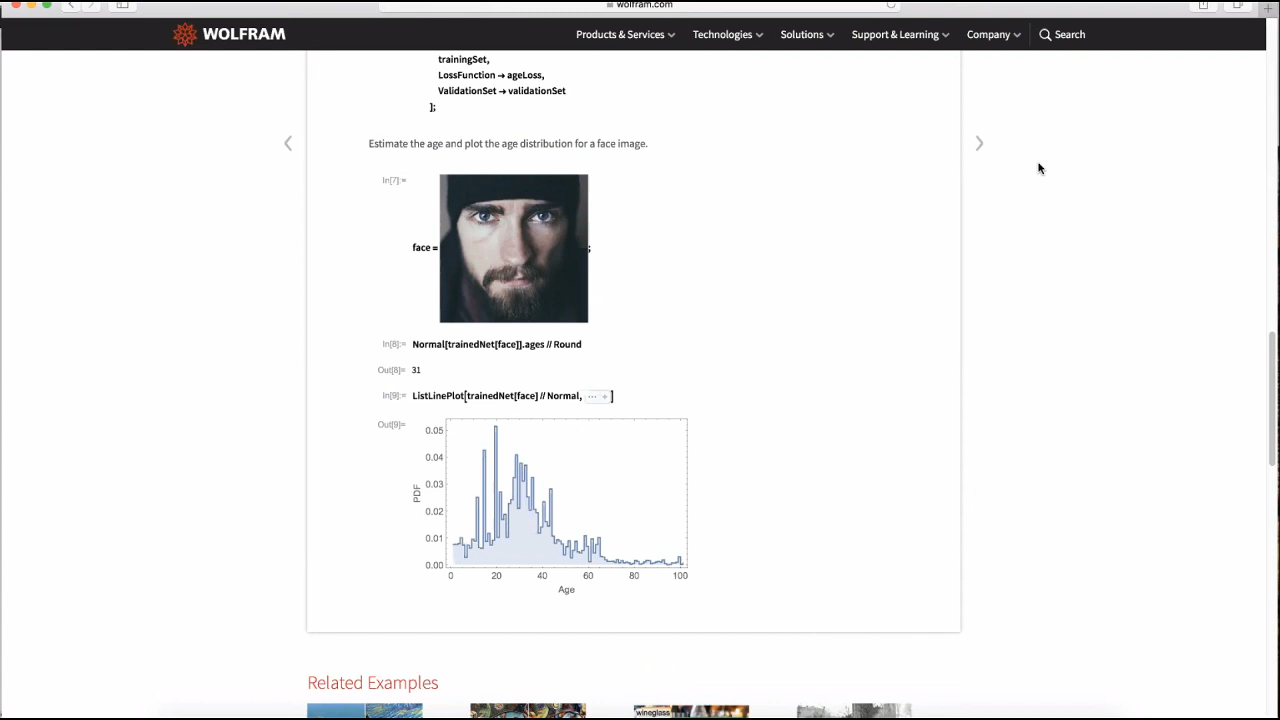 wolfram.com
WOLFRAM
Products & Services
Technologies
Solutions
Support & Learning
Company
Search
trainingSet,
LossFunction → ageLoss,
ValidationSet → validationSet
];
Estimate the age and plot the age distribution for a face image.
In[7]:=
face =
;
In[8]:= Normal[trainedNet[face]].ages // Round
Out[8]= 31
In[9]:= ListLinePlot[trainedNet[face] // Normal, ... + ]
Out[9]=
0.05
0.04
0.03
0.02
0.01
0.00
PDF
0 20 40 60 80 100
Age
Related Examples
wineglass